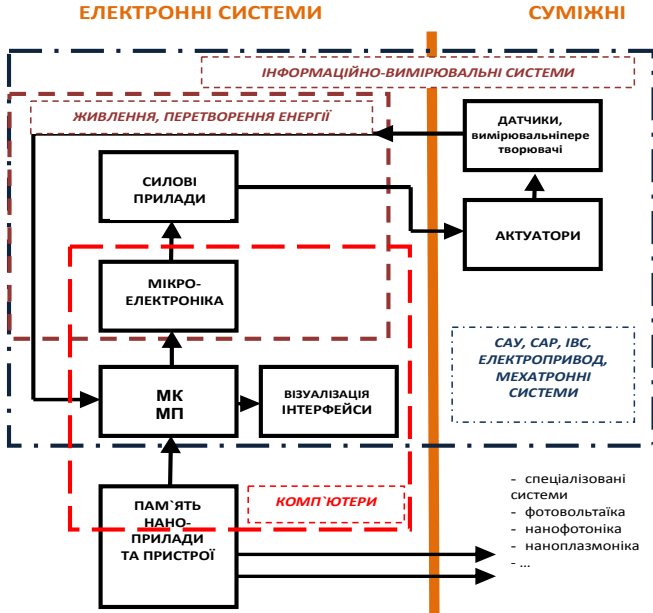 ЕЛЕКТРОННІ СИСТЕМИ
СУМІЖНІ
ІНФОРМАЦІЙНО-ВИМІРЮВАЛЬНІ СИСТЕМИ
ЖИВЛЕННЯ, ПЕРЕТВОРЕННЯ ЕНЕРГІЇ
ДАТЧИКИ,
вимірювальніпере
творювачі
СИЛОВІ
ПРИЛАДИ
АКТУАТОРИ
МІКРО-
ЕЛЕКТРОНІКА
САУ, САР, ІВС,
ЕЛЕКТРОПРИВОД,
МЕХАТРОННІ
СИСТЕМИ
МК
МП
ВІЗУАЛІЗАЦІЯ
ІНТЕРФЕЙСИ
КОМП`ЮТЕРИ
ПАМ`ЯТЬ
НАНО-
ПРИЛАДИ
ТА ПРИСТРОЇ
- спеціалізовані
системи
- фотовольтаїка
- нанофотоніка
- наноплазмоніка
- ...